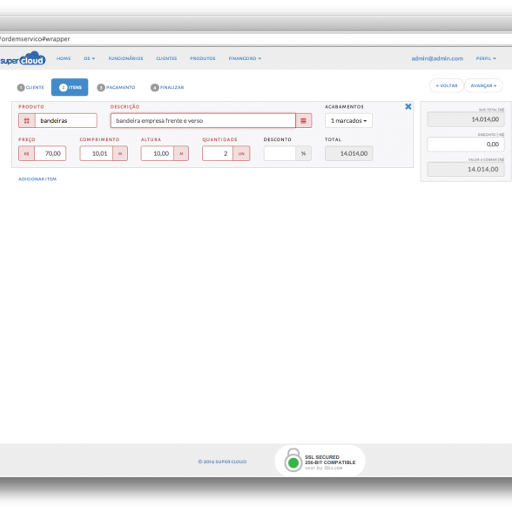 /ordemservico#wrapper
supercloud HOME OS FUNCIONÁRIOS CLIENTES PRODUTOS FINANCEIRO admin@admin.com PERFIL
1 CLIENTE 2 ITENS 3 PAGAMENTO 4 FINALIZAR « VOLTAR AVANÇAR »
PRODUTO DESCRIÇÃO ACABAMENTOS
bandeiras bandeira empresa frente e verso 1 marcados
PREÇO COMPRIMENTO ALTURA QUANTIDADE DESCONTO TOTAL
R$ 70,00 10,01 M 10,00 M 2 UN % 14.014,00
SUB TOTAL (R$)
14.014,00
DESCONTO (R$)
0,00
VALOR A COBRAR (R$)
14.014,00
ADICIONAR ITEM
© 2014 SUPER CLOUD
SSL SECURED
256-BIT COMPATIBLE